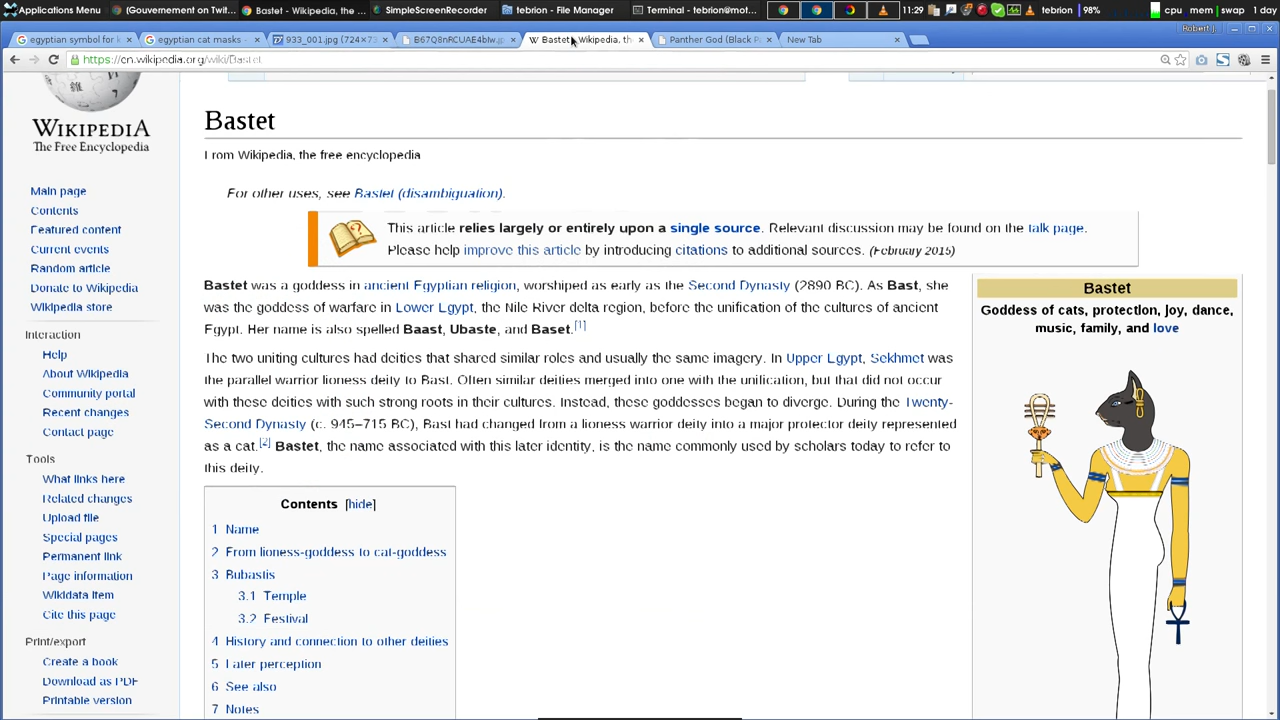 Applications Menu
(Gouvernement on Twit...
Bastet - Wikipedia, the ...
SimpleScreenRecorder
tebrion - File Manager
Terminal - tebrion@mot...
11:29
tebrion
98%
cpu
mem
swap
1 day
egyptian symbol for k
egyptian cat masks -
933_001.jpg (724×73
Bastet - Wikipedia, th
Panther God (Black P
New Tab
Robert J
https://en.wikipedia.org/wiki/Bastet
WIKIPEDIA
The Free Encyclopedia
Main page
Contents
Featured content
Current events
Random article
Donate to Wikipedia
Wikipedia store
Interaction
Help
About Wikipedia
Community portal
Recent changes
Contact page
Tools
What links here
Related changes
Upload file
Special pages
Permanent link
Page information
Wikidata item
Cite this page
Print/export
Create a book
Download as PDF
Printable version
Bastet
From Wikipedia, the free encyclopedia
For other uses, see Bastet (disambiguation).
This article relies largely or entirely upon a single source. Relevant discussion may be found on the talk page.
Please help improve this article by introducing citations to additional sources. (February 2015)
Bastet was a goddess in ancient Egyptian religion, worshiped as early as the Second Dynasty (2890 BC). As Bast, she
was the goddess of warfare in Lower Egypt, the Nile River delta region, before the unification of the cultures of ancient
Egypt. Her name is also spelled Baast, Ubaste, and Baset.[1]
The two uniting cultures had deities that shared similar roles and usually the same imagery. In Upper Egypt, Sekhmet was
the parallel warrior lioness deity to Bast. Often similar deities merged into one with the unification, but that did not occur
with these deities with such strong roots in their cultures. Instead, these goddesses began to diverge. During the Twenty-
Second Dynasty (c. 945–715 BC), Bast had changed from a lioness warrior deity into a major protector deity represented
as a cat.[2] Bastet, the name associated with this later identity, is the name commonly used by scholars today to refer to
this deity.
Contents [hide]
1 Name
2 From lioness-goddess to cat-goddess
3 Bubastis
3.1 Temple
3.2 Festival
4 History and connection to other deities
5 Later perception
6 See also
7 Notes
Bastet
Goddess of cats, protection, joy, dance,
music, family, and love